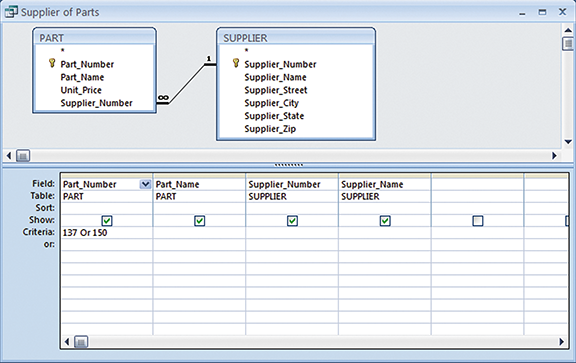 Supplier of Parts
PART
*
Part_Number
Part_Name
Unit_Price
Supplier_Number
∞
1
SUPPLIER
*
Supplier_Number
Supplier_Name
Supplier_Street
Supplier_City
Supplier_State
Supplier_Zip
Field: Part_Number Part_Name Supplier_Number Supplier_Name
Table: PART PART SUPPLIER SUPPLIER
Sort:
Show:
Criteria: 137 Or 150
or: